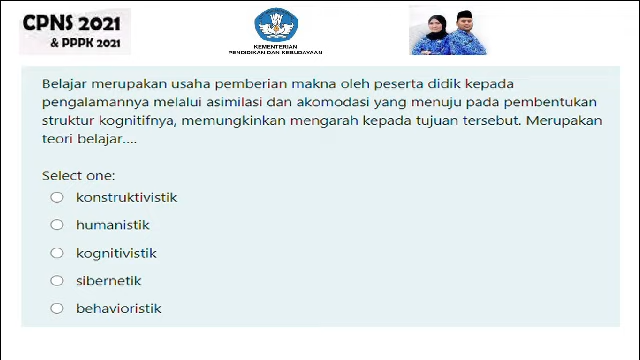 CPNS 2021
& PPPK 2021
KEMENTERIAN
PENDIDIKAN DAN KEBUDAYAAN
Belajar merupakan usaha pemberian makna oleh peserta didik kepada
pengalamannya melalui asimilasi dan akomodasi yang menuju pada pembentukan
struktur kognitifnya, memungkinkan mengarah kepada tujuan tersebut. Merupakan
teori belajar....
Select one:
konstruktivistik
humanistik
kognitivistik
sibernetik
behavioristik